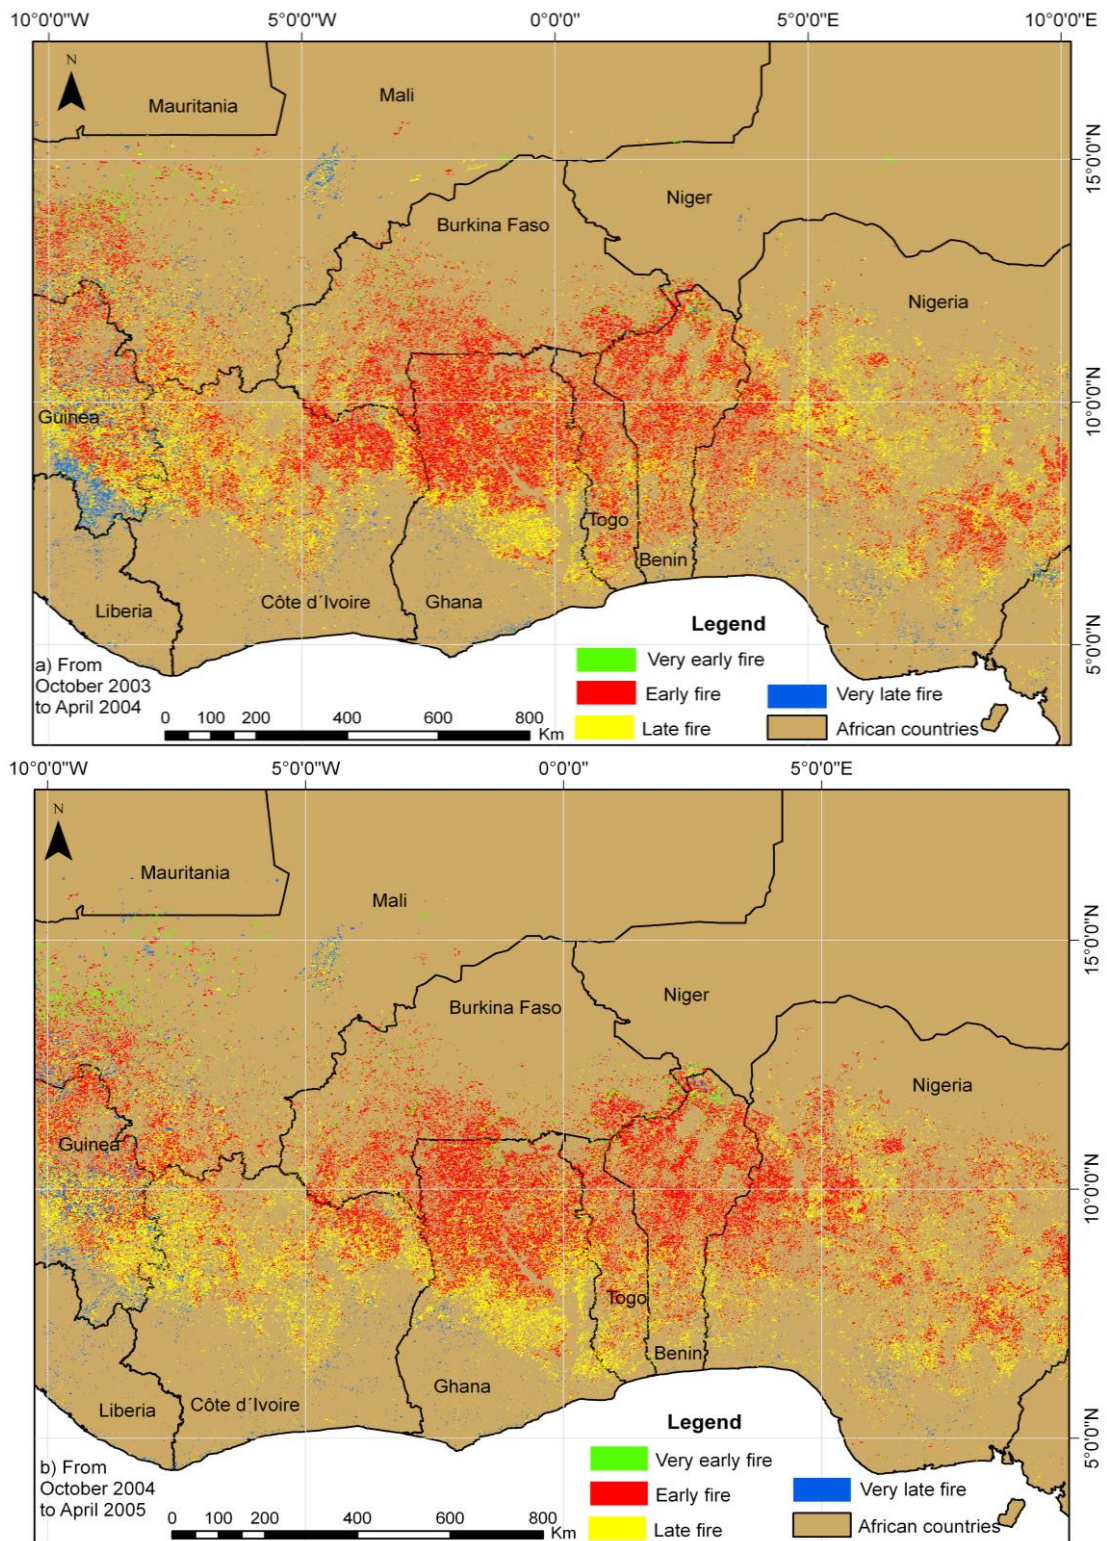 10°0'0"W 5°0'0"W 0°0'0" 5°0'0"E 10°0'0"E
N
Mauritania
Mali
15°0'0"N
Niger
Burkina Faso
Nigeria
10°0'0"N
Guinea
Togo
Benin
Liberia
Côte d´Ivoire
Ghana
5°0'0"N
Legend
Very early fire
Early fire
Very late fire
Late fire
African countries
a) From
October 2003
to April 2004
0 100 200 400 600 800
Km
10°0'0"W 5°0'0"W 0°0'0" 5°0'0"E
N
Mauritania
Mali
15°0'0"N
Niger
Burkina Faso
Nigeria
Guinea
10°0'0"N
Togo
Benin
Ghana
Côte d´Ivoire
Liberia
5°0'0"N
Legend
Very early fire
Early fire
Very late fire
Late fire
African countries
b) From
October 2004
to April 2005
0 100 200 400 600 800
Km